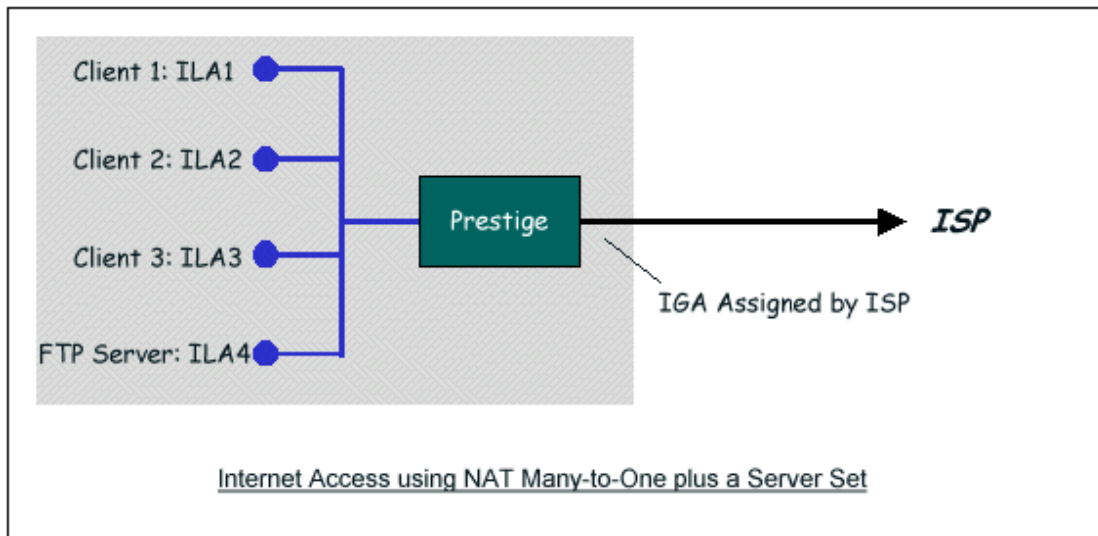 Client 1: ILA1
Client 2: ILA2
Client 3: ILA3
FTP Server: ILA4
Prestige
ISP
IGA Assigned by ISP
Internet Access using NAT Many-to-One plus a Server Set